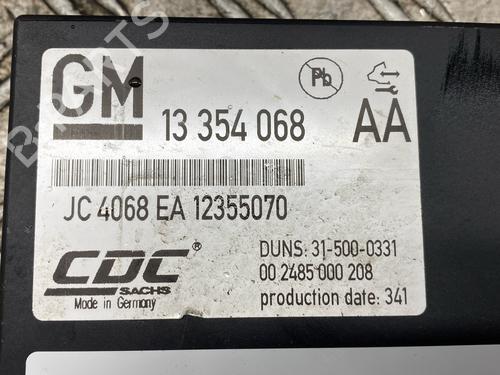 GM
Pb
13 354 068
AA
JC 4068 EA 12355070
CDC®
SACHS
Made in Germany
DUNS: 31-500-0331
00 2485 000 208
production date: 341